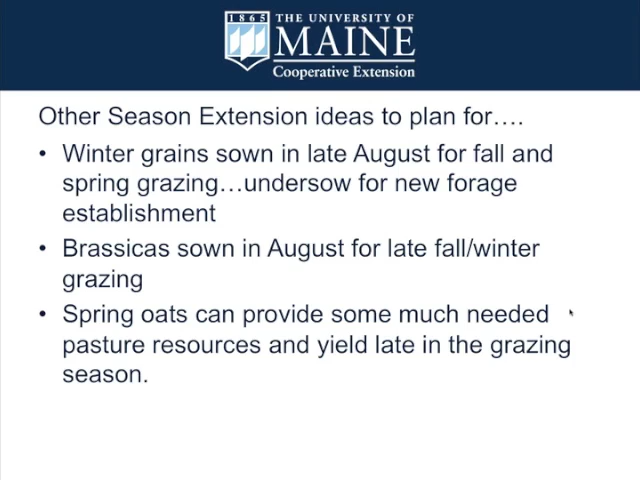 1865
THE UNIVERSITY OF
MAINE
Cooperative Extension
Other Season Extension ideas to plan for….
• Winter grains sown in late August for fall and
spring grazing…undersow for new forage
establishment
• Brassicas sown in August for late fall/winter
grazing
• Spring oats can provide some much needed
pasture resources and yield late in the grazing
season.